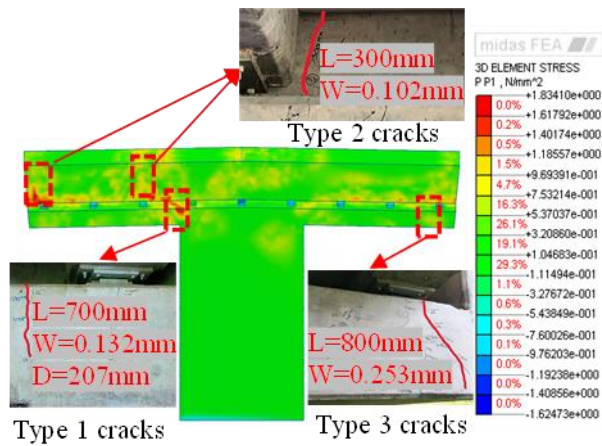 L=300mm
W=0.102mm
Type 2 cracks
L=700mm
W=0.132mm
D=207mm
Type 1 cracks
L=800mm
W=0.253mm
Type 3 cracks
midas FEA
3D ELEMENT STRESS
P P1 , N/mm^2
+1.83410e+000
0.0%
+1.61792e+000
0.2%
+1.40174e+000
0.5%
+1.18557e+000
1.5%
+9.69391e-001
4.7%
+7.53214e-001
16.3%
+5.37037e-001
26.1%
+3.20860e-001
19.1%
+1.04683e-001
29.3%
-1.11494e-001
1.1%
-3.27672e-001
0.6%
-5.43849e-001
0.3%
-7.60026e-001
0.1%
-9.76203e-001
0.0%
-1.19238e+000
0.0%
-1.40856e+000
0.0%
-1.62473e+000